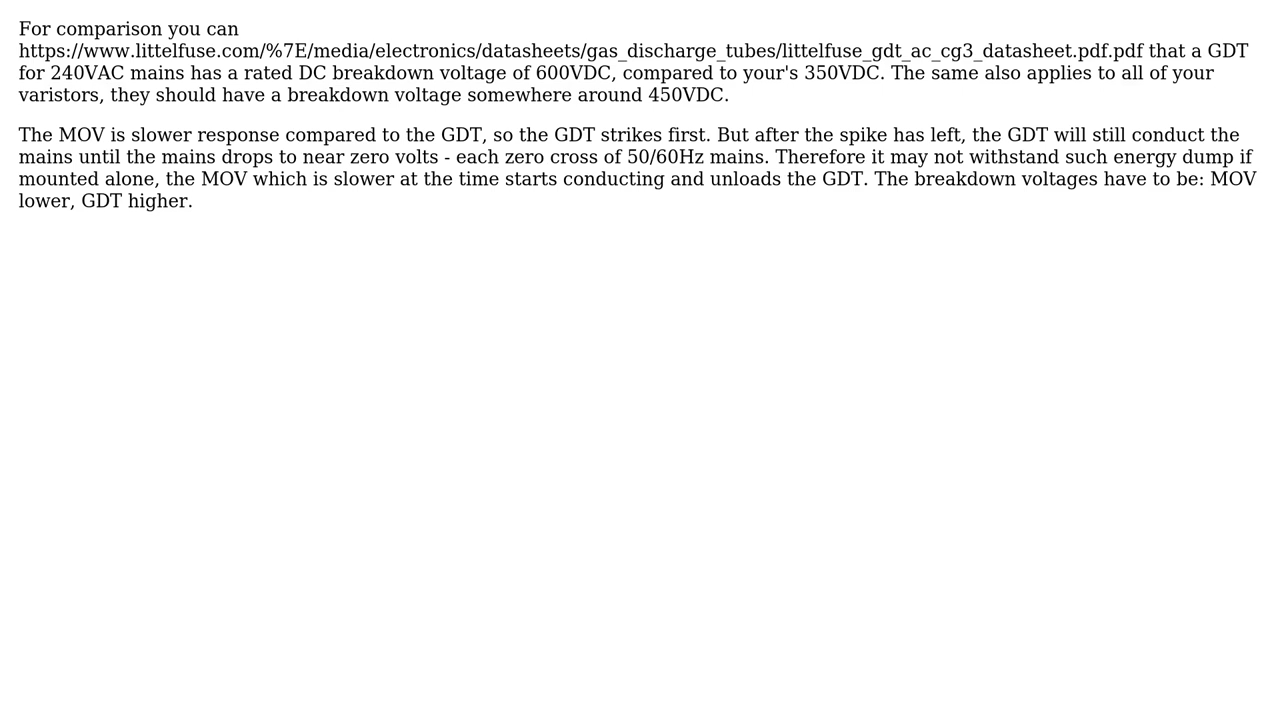 For comparison you can
https://www.littelfuse.com/%7E/media/electronics/datasheets/gas_discharge_tubes/littelfuse_gdt_ac_cg3_datasheet.pdf.pdf that a GDT
for 240VAC mains has a rated DC breakdown voltage of 600VDC, compared to your's 350VDC. The same also applies to all of your
varistors, they should have a breakdown voltage somewhere around 450VDC.
The MOV is slower response compared to the GDT, so the GDT strikes first. But after the spike has left, the GDT will still conduct the
mains until the mains drops to near zero volts - each zero cross of 50/60Hz mains. Therefore it may not withstand such energy dump if
mounted alone, the MOV which is slower at the time starts conducting and unloads the GDT. The breakdown voltages have to be: MOV
lower, GDT higher.